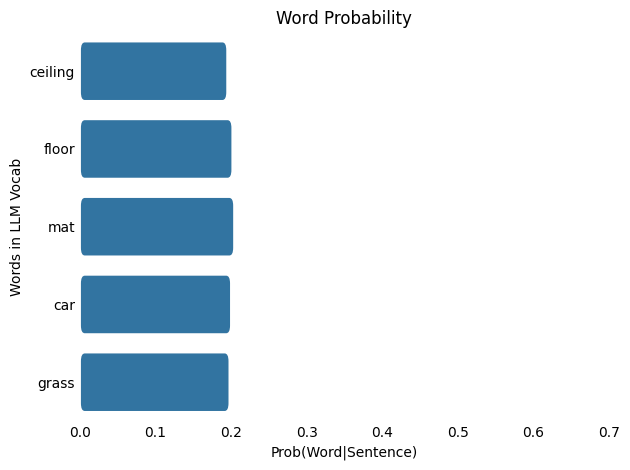 Word Probability
Words in LLM Vocab
ceiling
floor
mat
car
grass
0.0 0.1 0.2 0.3 0.4 0.5 0.6 0.7
Prob(Word|Sentence)